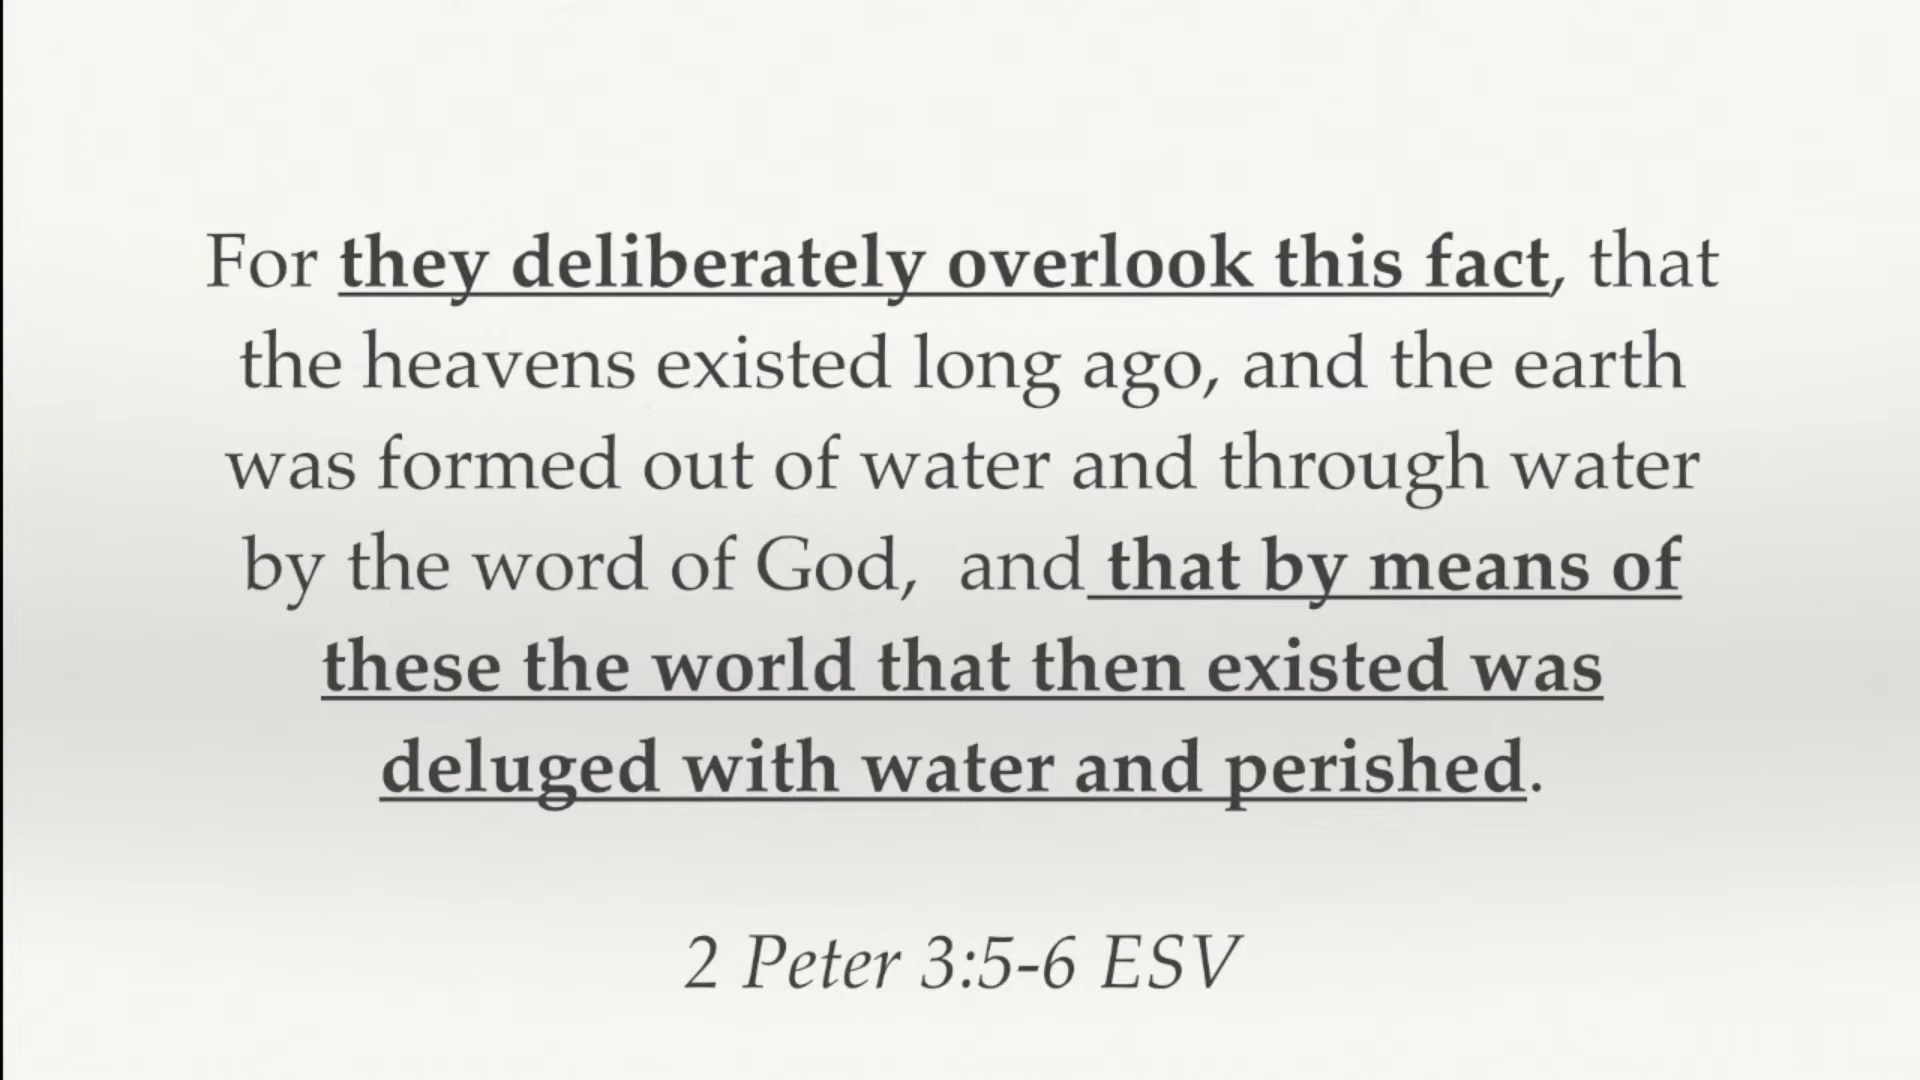 For they deliberately overlook this fact, that
the heavens existed long ago, and the earth
was formed out of water and through water
by the word of God,  and that by means of
these the world that then existed was
deluged with water and perished.
2 Peter 3:5-6 ESV